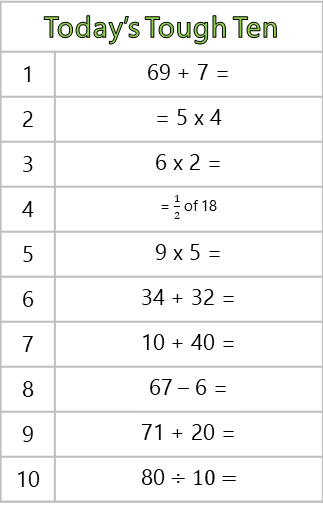 Today's Tough Ten
1 69 + 7 =
2 = 5 x 4
3 6 x 2 =
4 = 1/2 of 18
5 9 x 5 =
6 34 + 32 =
7 10 + 40 =
8 67 – 6 =
9 71 + 20 =
10 80 ÷ 10 =